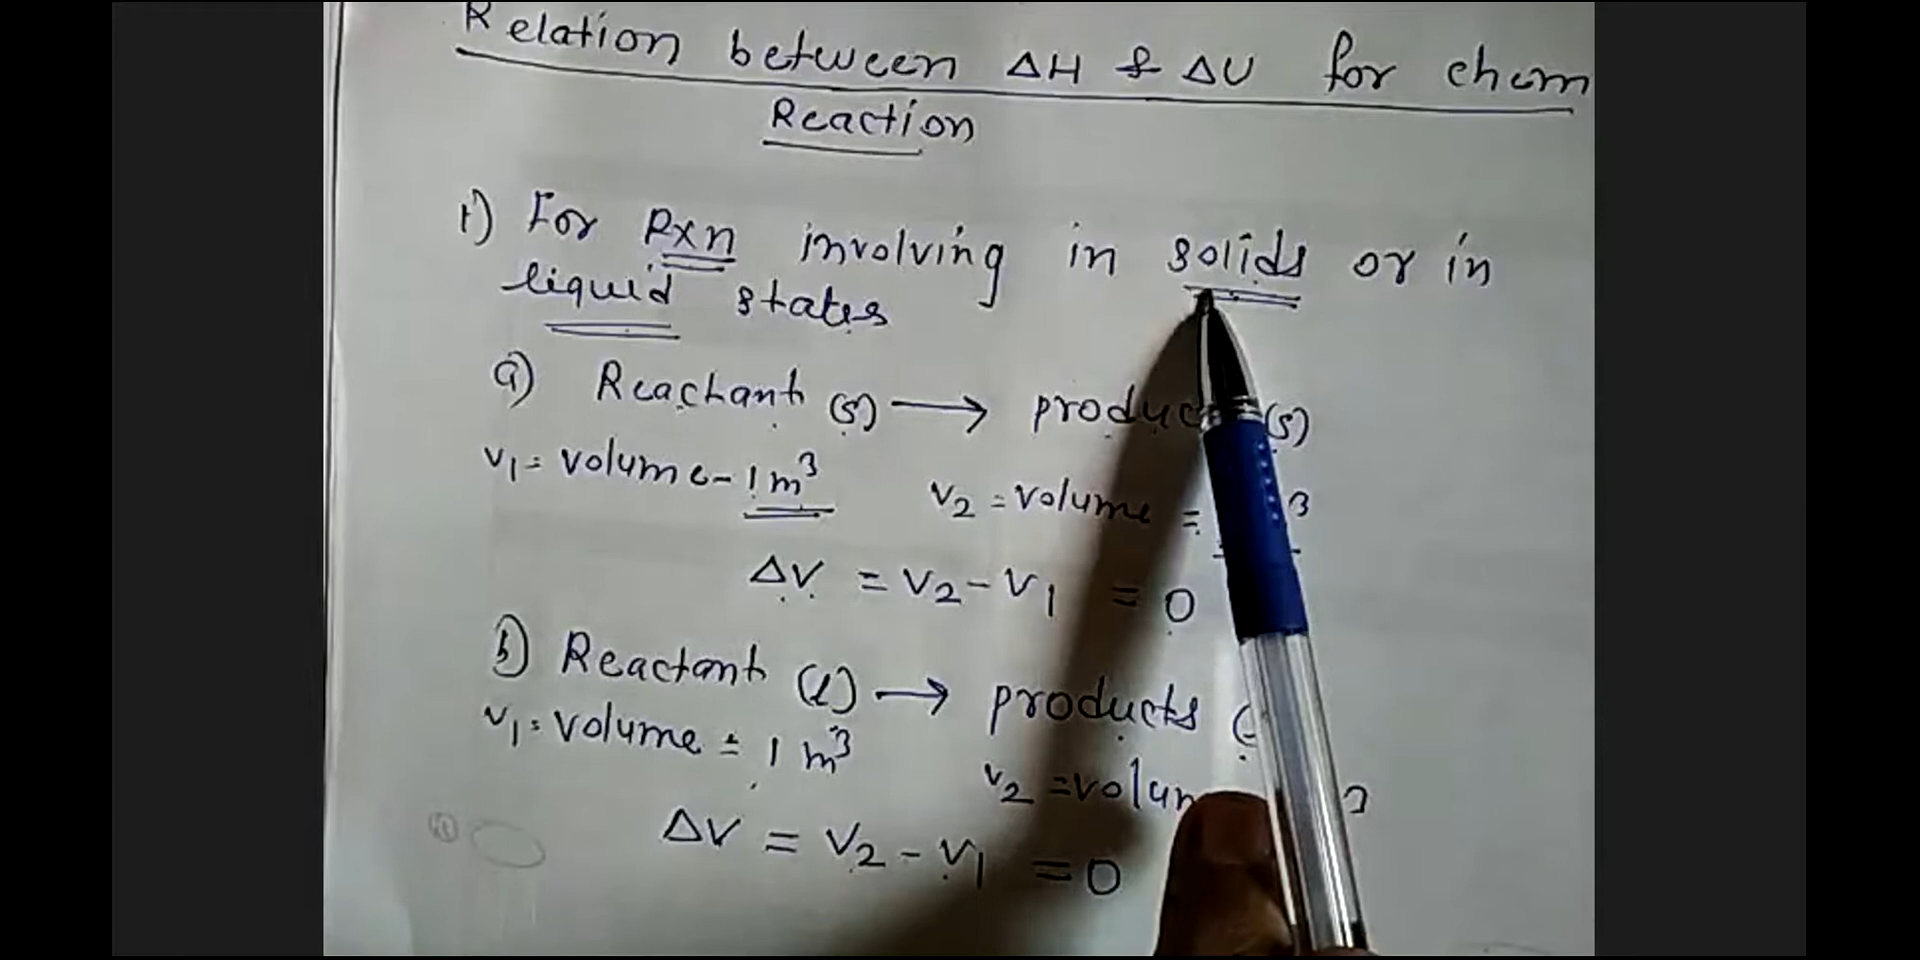 Relation between ΔH & ΔU for chem
Reaction
1) For Rxn involving in solids or in
liquid states
a) Reactant (s) ⟶ produc (s)
V₁ = volume - 1 m³ V₂ = volume = 3
ΔV = V₂ - V₁ = 0
b) Reactant (l) → products (
V₁ = volume = 1 m³
V₂ = volum
ΔV = V₂ - V₁ = 0